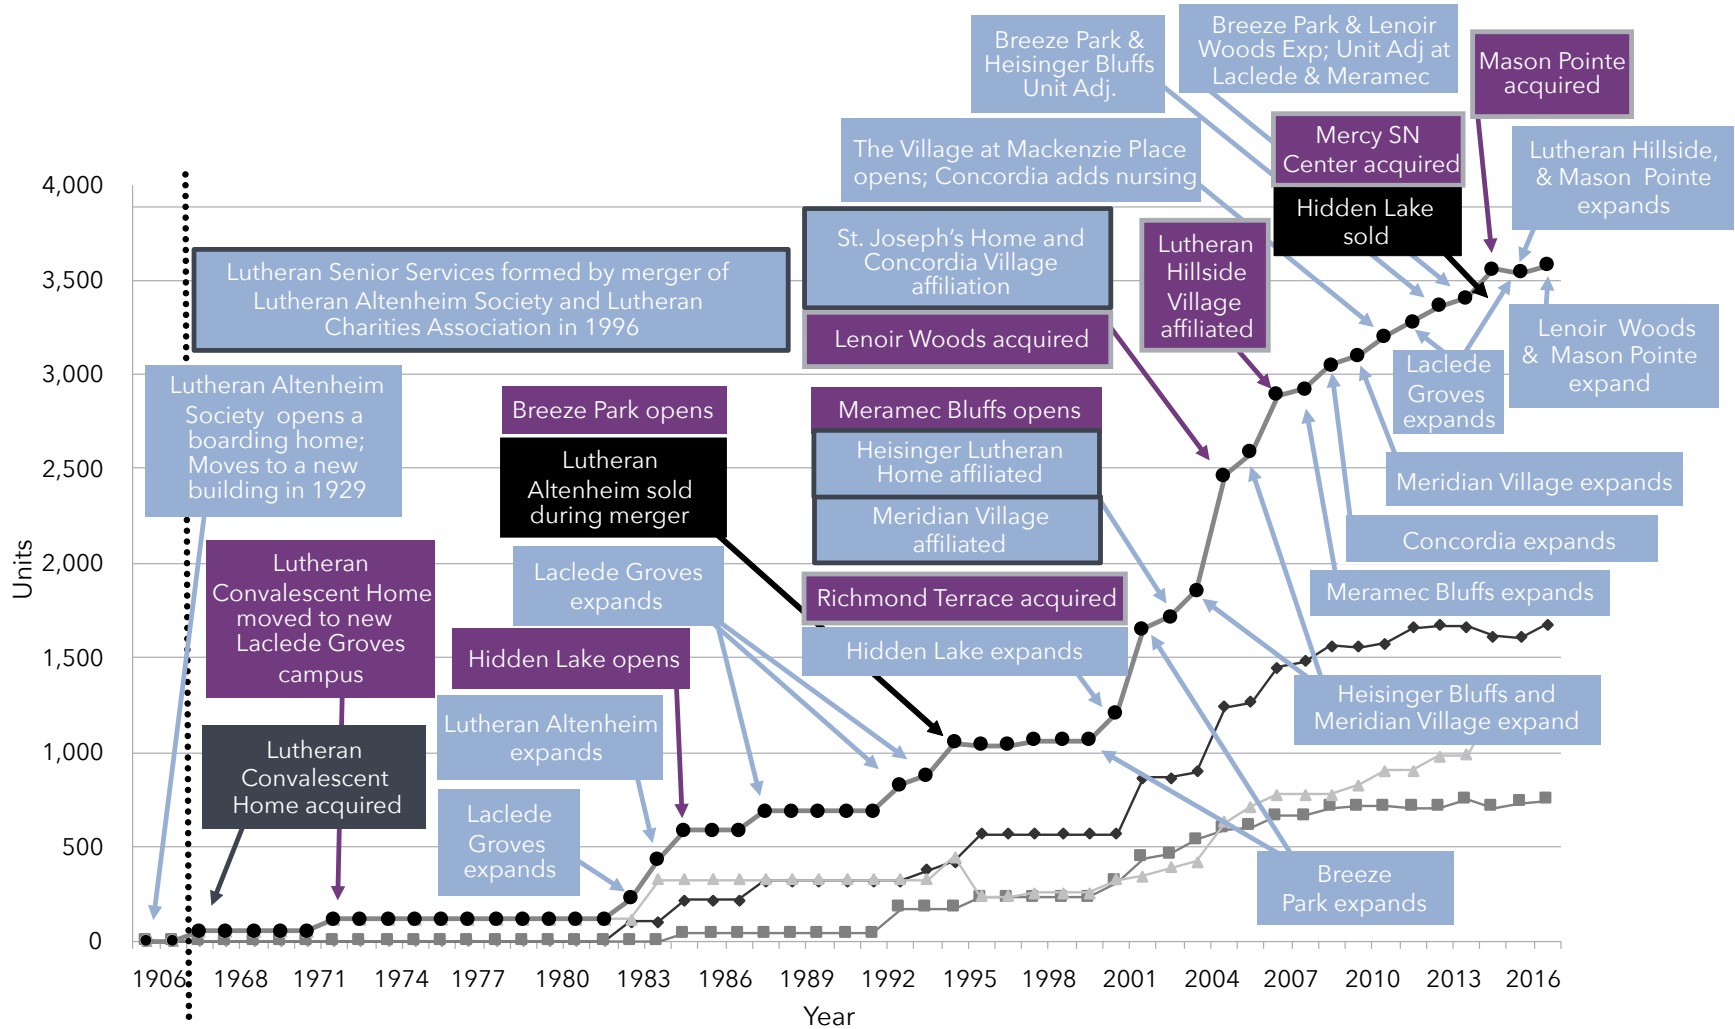 Breeze Park &
Heisinger Bluffs
Unit Adj.
Breeze Park & Lenoir
Woods Exp; Unit Adj at
Laclede & Meramec
Mason Pointe
acquired
The Village at Mackenzie Place
opens; Concordia adds nursing
Mercy SN
Center acquired
Hidden Lake
sold
Lutheran Hillside,
& Mason Pointe
expands
St. Joseph's Home and
Concordia Village
affiliation
Lenoir Woods acquired
Lutheran
Hillside
Village
affiliated
Lutheran Senior Services formed by merger of
Lutheran Altenheim Society and Lutheran
Charities Association in 1996
Lutheran Altenheim
Society opens a
boarding home;
Moves to a new
building in 1929
Breeze Park opens
Lutheran
Altenheim sold
during merger
Meramec Bluffs opens
Heisinger Lutheran
Home affiliated
Meridian Village
affiliated
Richmond Terrace acquired
Hidden Lake expands
Laclede
Groves
expands
Lenoir Woods
& Mason Pointe
expand
Meridian Village expands
Concordia expands
Meramec Bluffs expands
Heisinger Bluffs and
Meridian Village expand
Breeze
Park expands
Lutheran
Convalescent Home
moved to new
Laclede Groves
campus
Laclede Groves
expands
Hidden Lake opens
Lutheran Altenheim
expands
Lutheran
Convalescent
Home acquired
Laclede
Groves
expands
Units
4,000
3,500
3,000
2,500
2,000
1,500
1,000
500
0
1906 1968 1971 1974 1977 1980 1983 1986 1989 1992 1995 1998 2001 2004 2007 2010 2013 2016
Year